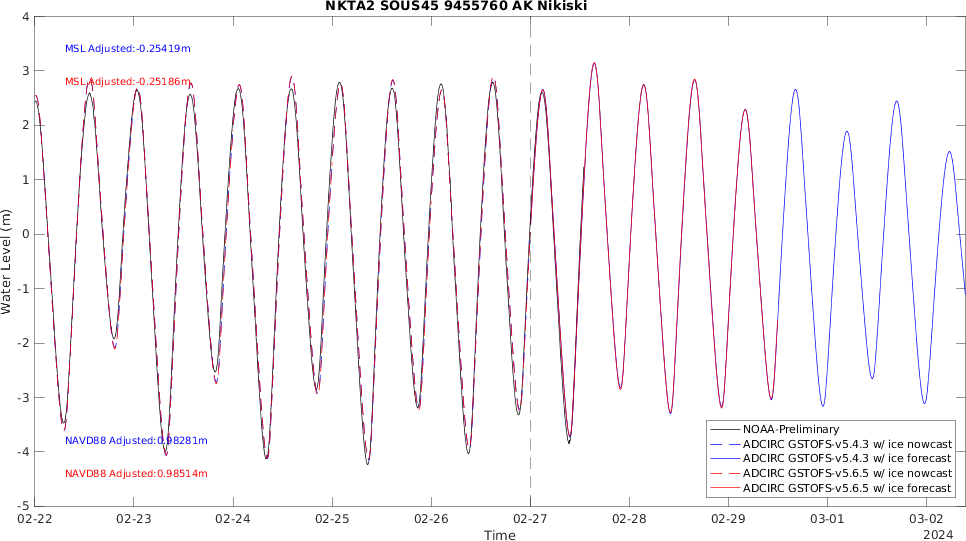 NKTA2 SOUS45 9455760 AK Nikiski
4
3
2
1
0
-1
-2
-3
-4
-5
Water Level (m)
MSL Adjusted:-0.25419m
MSL Adjusted:-0.25186m
NAVD88 Adjusted:0.98281m
NAVD88 Adjusted:0.98514m
NOAA-Preliminary
ADCIRC GSTOFS-v5.4.3 w/ ice nowcast
ADCIRC GSTOFS-v5.4.3 w/ ice forecast
ADCIRC GSTOFS-v5.6.5 w/ ice nowcast
ADCIRC GSTOFS-v5.6.5 w/ ice forecast
02-22 02-23 02-24 02-25 02-26 02-27 02-28 02-29 03-01 03-02
Time
2024